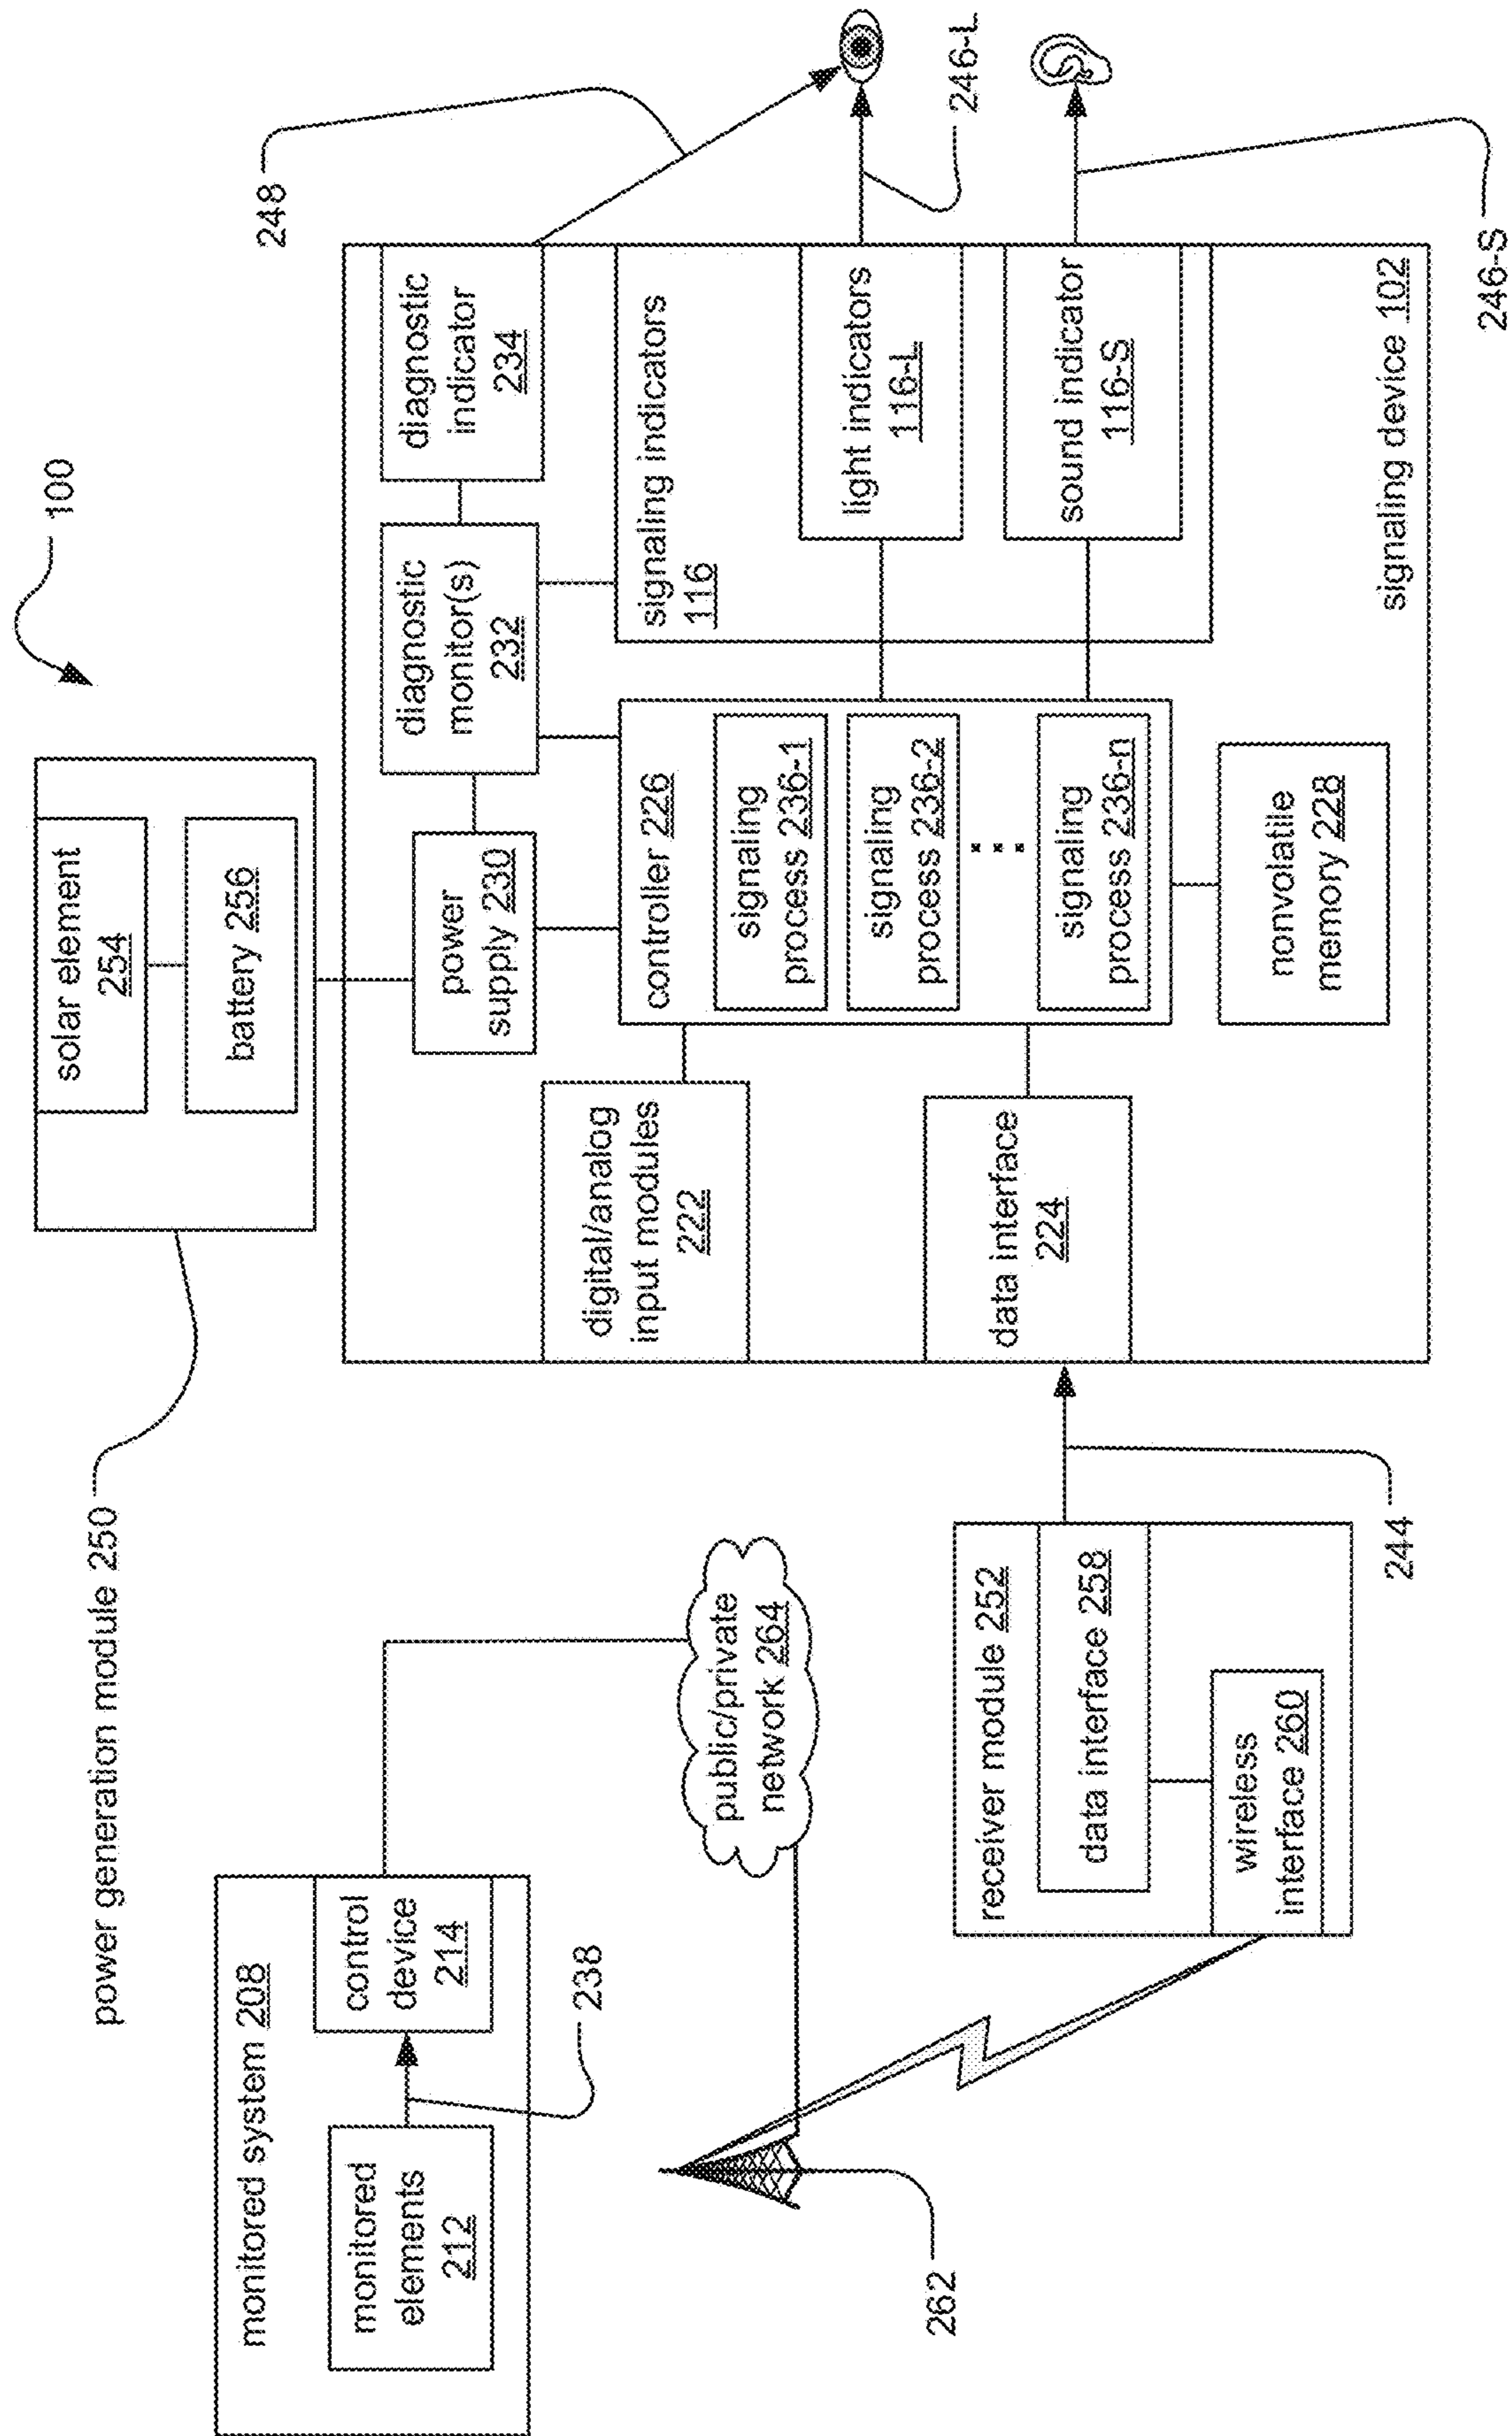 100
power generation module 250
solar element
254
battery 256
monitored system 208
monitored
elements
212
control
device
214
238
262
public/private
network 264
receiver module 252
data interface 258
wireless
interface 260
244
digital/analog
input modules
222
data interface
224
power
supply 230
diagnostic
monitor(s)
232
diagnostic
indicator
234
controller 226
signaling
process 236-1
signaling
process 236-2
signaling
process 236-n
nonvolatile
memory 228
signaling indicators
116
light indicators
116-L
sound indicator
116-S
signaling device 102
248
246-L
246-S